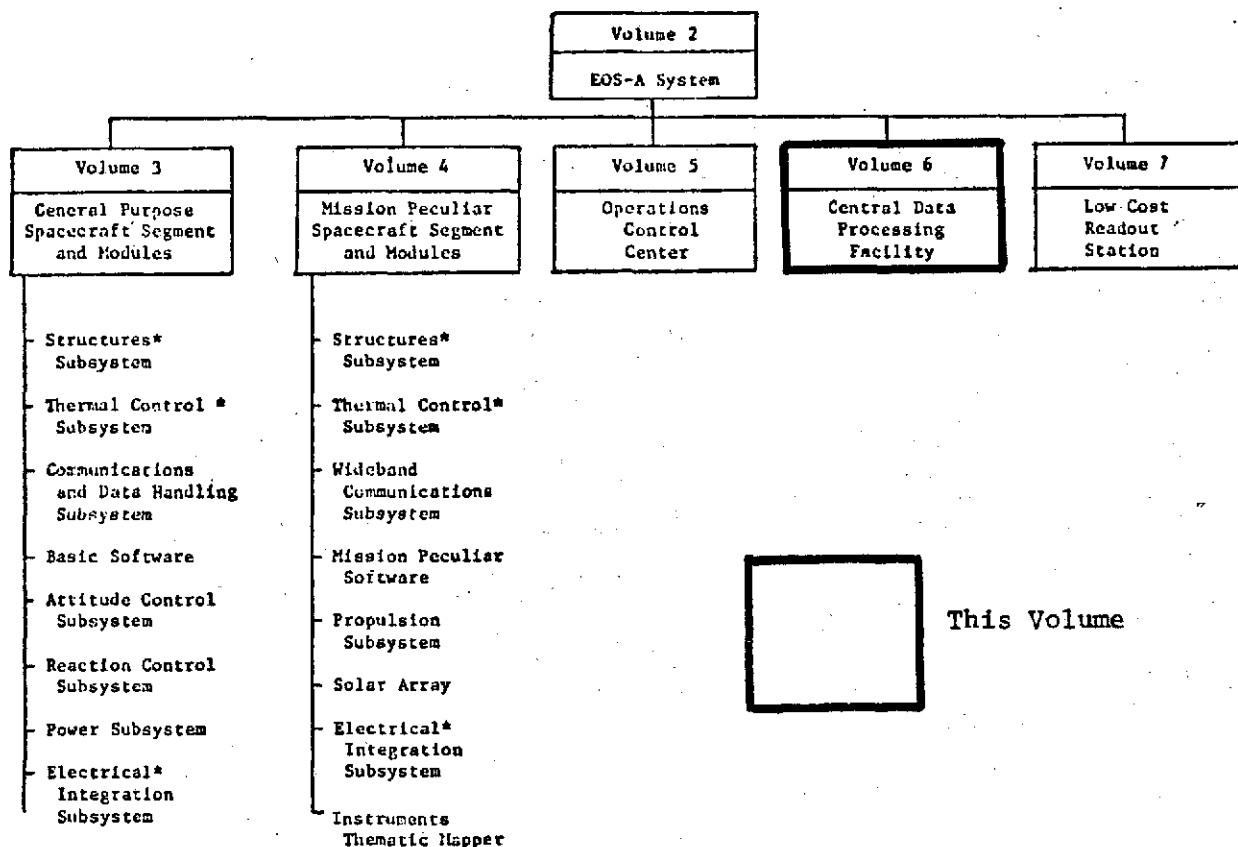 Volume 2
EOS-A System
Volume 3
General Purpose
Spacecraft Segment
and Modules
Volume 4
Mission Peculiar
Spacecraft Segment
and Modules
Volume 5
Operations
Control
Center
Volume 6
Central Data
Processing
Facility
Volume 7
Low Cost
Readout
Station
Structures*
Subsystem
Thermal Control *
Subsystem
Communications
and Data Handling
Subsystem
Basic Software
Attitude Control
Subsystem
Reaction Control
Subsystem
Power Subsystem
Electrical*
Integration
Subsystem
Structures*
Subsystem
Thermal Control*
Subsystem
Wideband
Communications
Subsystem
Mission Peculiar
Software
Propulsion
Subsystem
Solar Array
Electrical*
Integration
Subsystem
Instruments
Thematic Mapper
This Volume